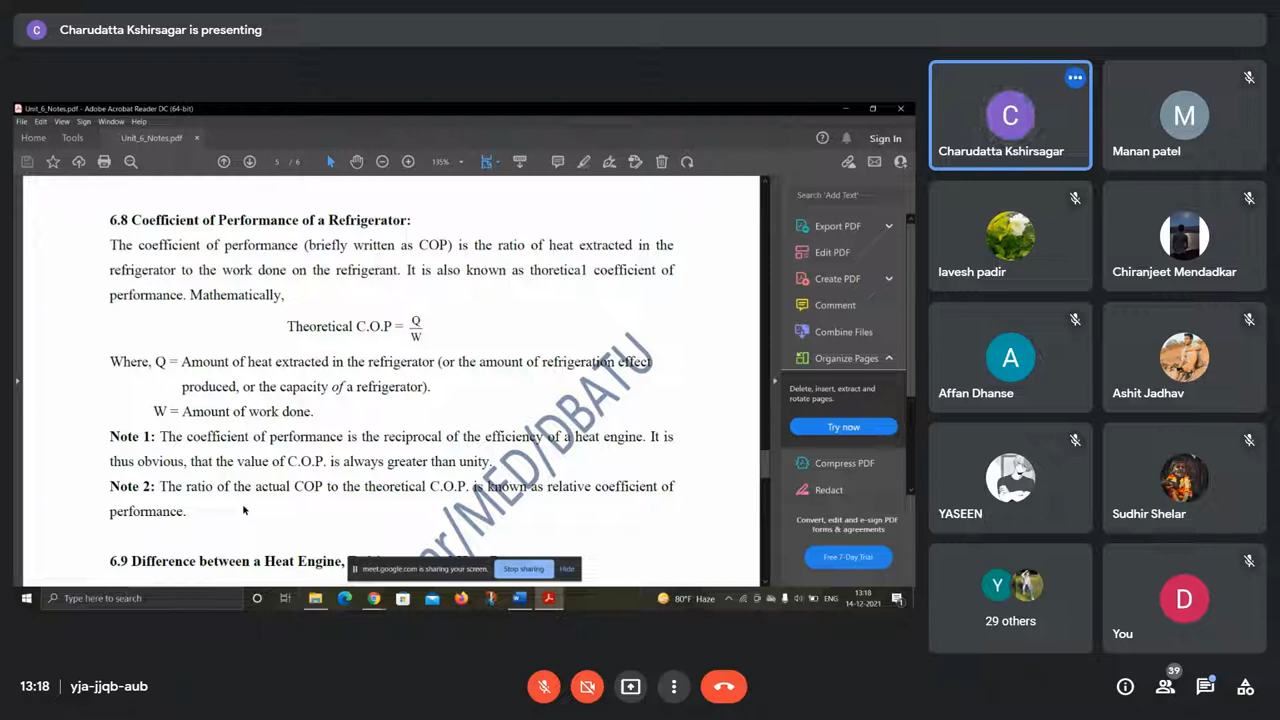 C Charudatta Kshirsagar is presenting
Unit_6_Notes.pdf - Adobe Acrobat Reader DC (64-bit)
File Edit View Sign Window Help
Home Tools Unit_6_Notes.pdf × Sign In
5 / 6 135%
6.8 Coefficient of Performance of a Refrigerator:
The coefficient of performance (briefly written as COP) is the ratio of heat extracted in the
refrigerator to the work done on the refrigerant. It is also known as thoretica1 coefficient of
performance. Mathematically,
Theoretical C.O.P = Q
W
Where, Q = Amount of heat extracted in the refrigerator (or the amount of refrigeration effect
produced, or the capacity of a refrigerator).
W = Amount of work done.
Note 1: The coefficient of performance is the reciprocal of the efficiency of a heat engine. It is
thus obvious, that the value of C.O.P. is always greater than unity.
Note 2: The ratio of the actual COP to the theoretical C.O.P. is known as relative coefficient of
performance.
6.9 Difference between a Heat Engine,
or/MED/DBATU
meet.google.com is sharing your screen. Stop sharing Hide
Search 'Add Text'
Export PDF
Edit PDF
Create PDF
Comment
Combine Files
Organize Pages
Delete, insert, extract and
rotate pages.
Try now
Compress PDF
Redact
Convert, edit and e-sign PDF
forms & agreements
Free 7-Day Trial
Type here to search
80°F Haze
ENG
13:18
14-12-2021
C
Charudatta Kshirsagar
M
Manan patel
lavesh padir
Chiranjeet Mendadkar
A
Affan Dhanse
Ashit Jadhav
YASEEN
Sudhir Shelar
Y
29 others
D
You
13:18 | yja-jjqb-aub
39